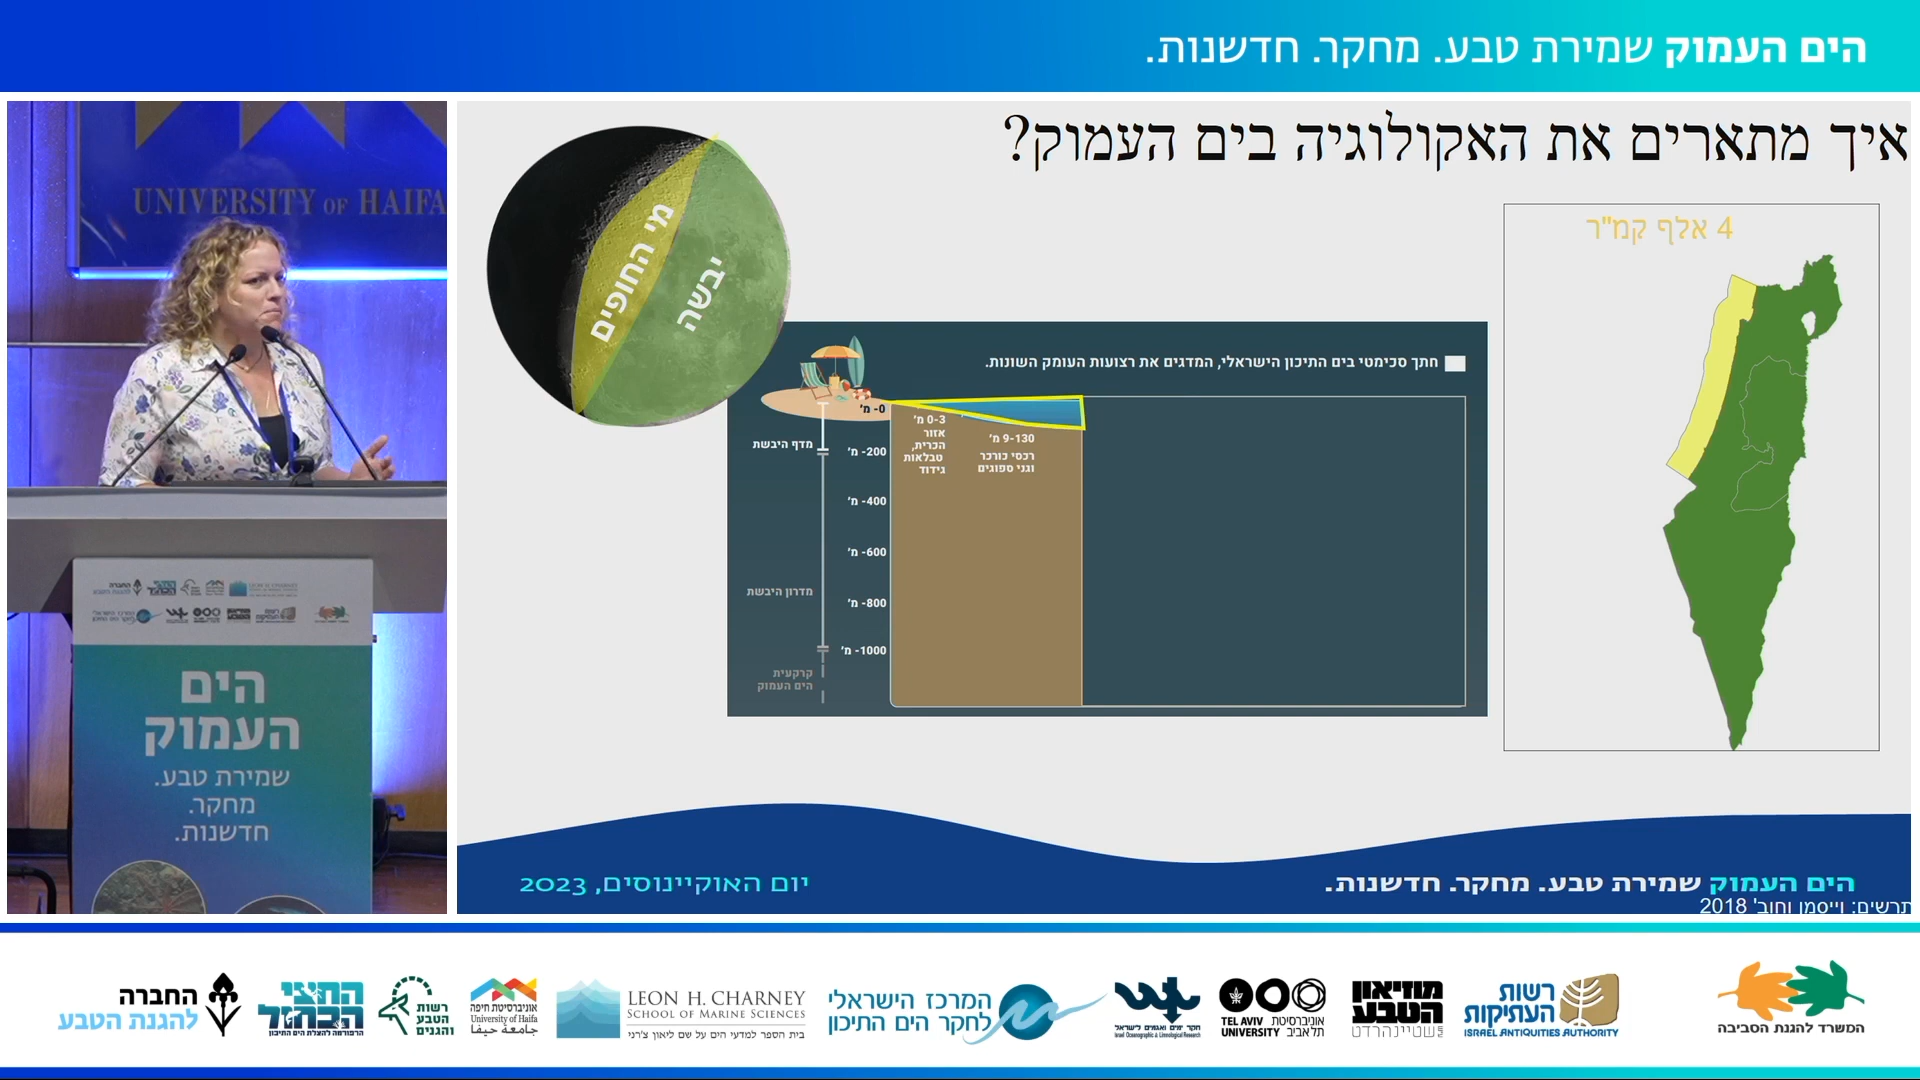 הים העמוק שמירת טבע. מחקר. חדשנות.
UNIVERSITY OF HAIFA
הים
העמוק
שמירת טבע.
מחקר.
חדשנות.
איך מתארים את האקולוגיה בים העמוק?
מי החופים
יבשה
4 אלף קמ"ר
חתך סכימטי בים התיכון הישראלי, המדגים את רצועות העומק השונות.
0- מ'
200- מ'
400- מ'
600- מ'
800- מ'
1000- מ'
מדף היבשת
מדרון היבשת
קרקעית
הים העמוק
0-3 מ'
אזור
הכרית,
טבלאות
גידוד
9-130 מ'
רכסי כורכר
וגני ספוגים
יום האוקיינוסים, 2023
הים העמוק שמירת טבע. מחקר. חדשנות.
תרשים: וייסמן וחוב' 2018
החברה
להגנת הטבע
החצי
הכחול
הרפורמה להצלת הים התיכון
רשות
הטבע
והגנים
אוניברסיטת חיפה
University of Haifa
جامعة حيفا
LEON H. CHARNEY
SCHOOL OF MARINE SCIENCES
בית הספר למדעי הים על שם ליאון צ'רני
המרכז הישראלי
לחקר הים התיכון
חקר ימים ואגמים לישראל
Israel Oceanographic & Limnological Research
TEL AVIV
UNIVERSITY
אוניברסיטת
תל אביב
מוזיאון
הטבע
שטיינהרדט
רשות
העתיקות
ISRAEL ANTIQUITIES AUTHORITY
המשרד להגנת הסביבה